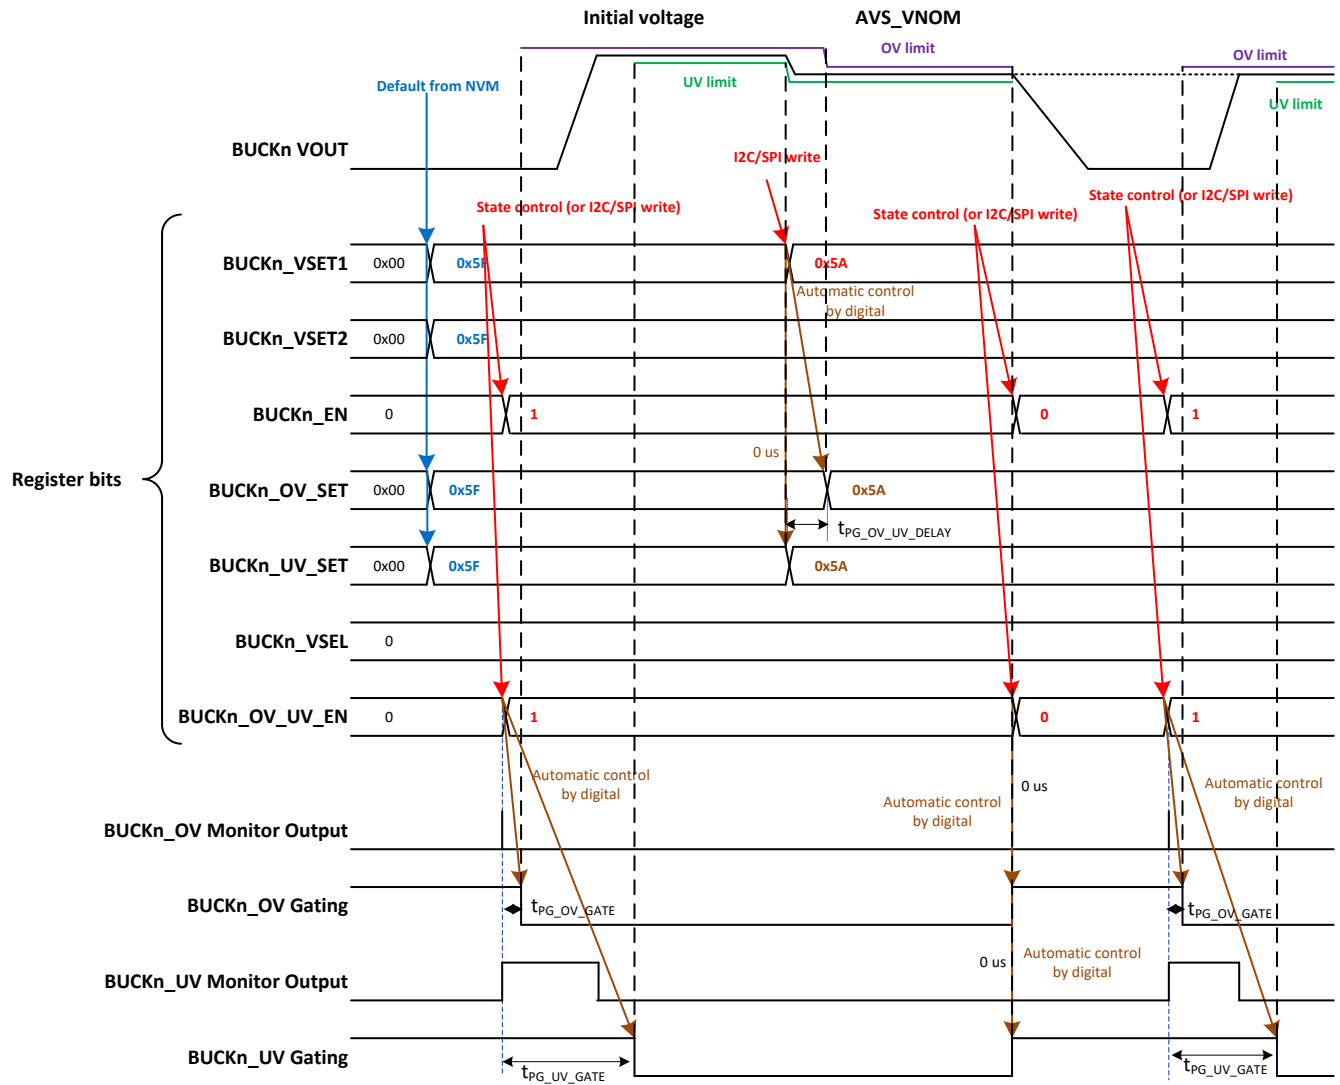 Initial voltage AVS_VNOM
OV limit
OV limit
UV limit
Default from NVM
UV limit
BUCKn VOUT
I2C/SPI write
State control (or I2C/SPI write)
State control (or I2C/SPI write)
State control (or I2C/SPI write)
BUCKn_VSET1 0x00 0x5F 0x5A
Automatic control
by digital
BUCKn_VSET2 0x00 0x5F
BUCKn_EN 0 1 0 1
0 us
Register bits
BUCKn_OV_SET 0x00 0x5F 0x5A
tPG_OV_UV_DELAY
BUCKn_UV_SET 0x00 0x5F 0x5A
BUCKn_VSEL 0
BUCKn_OV_UV_EN 0 1 0 1
Automatic control
by digital
0 us
Automatic control
by digital
Automatic control
by digital
BUCKn_OV Monitor Output
BUCKn_OV Gating
tPG_OV_GATE
tPG_OV_GATE
0 us
Automatic control
by digital
BUCKn_UV Monitor Output
BUCKn_UV Gating
tPG_UV_GATE
tPG_UV_GATE